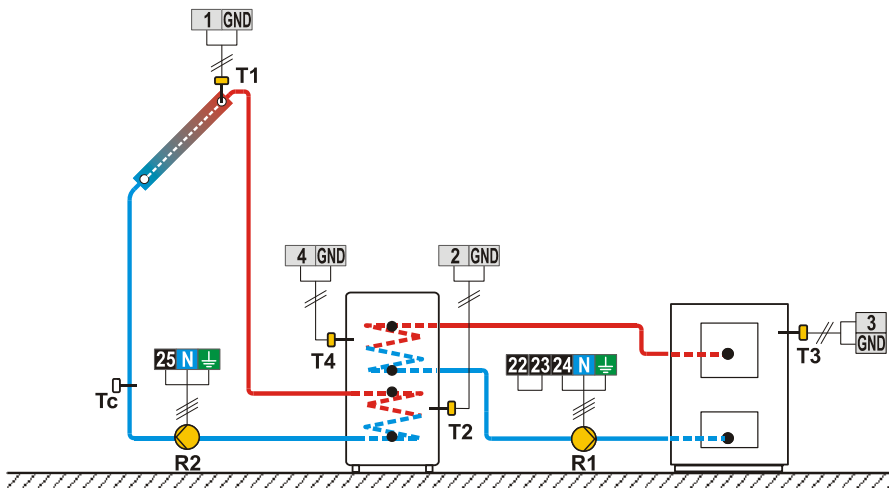 1 GND
T1
4 GND
2 GND
3
GND
T4
T3
25 N
22 23 24 N
Tc
T2
R2
R1